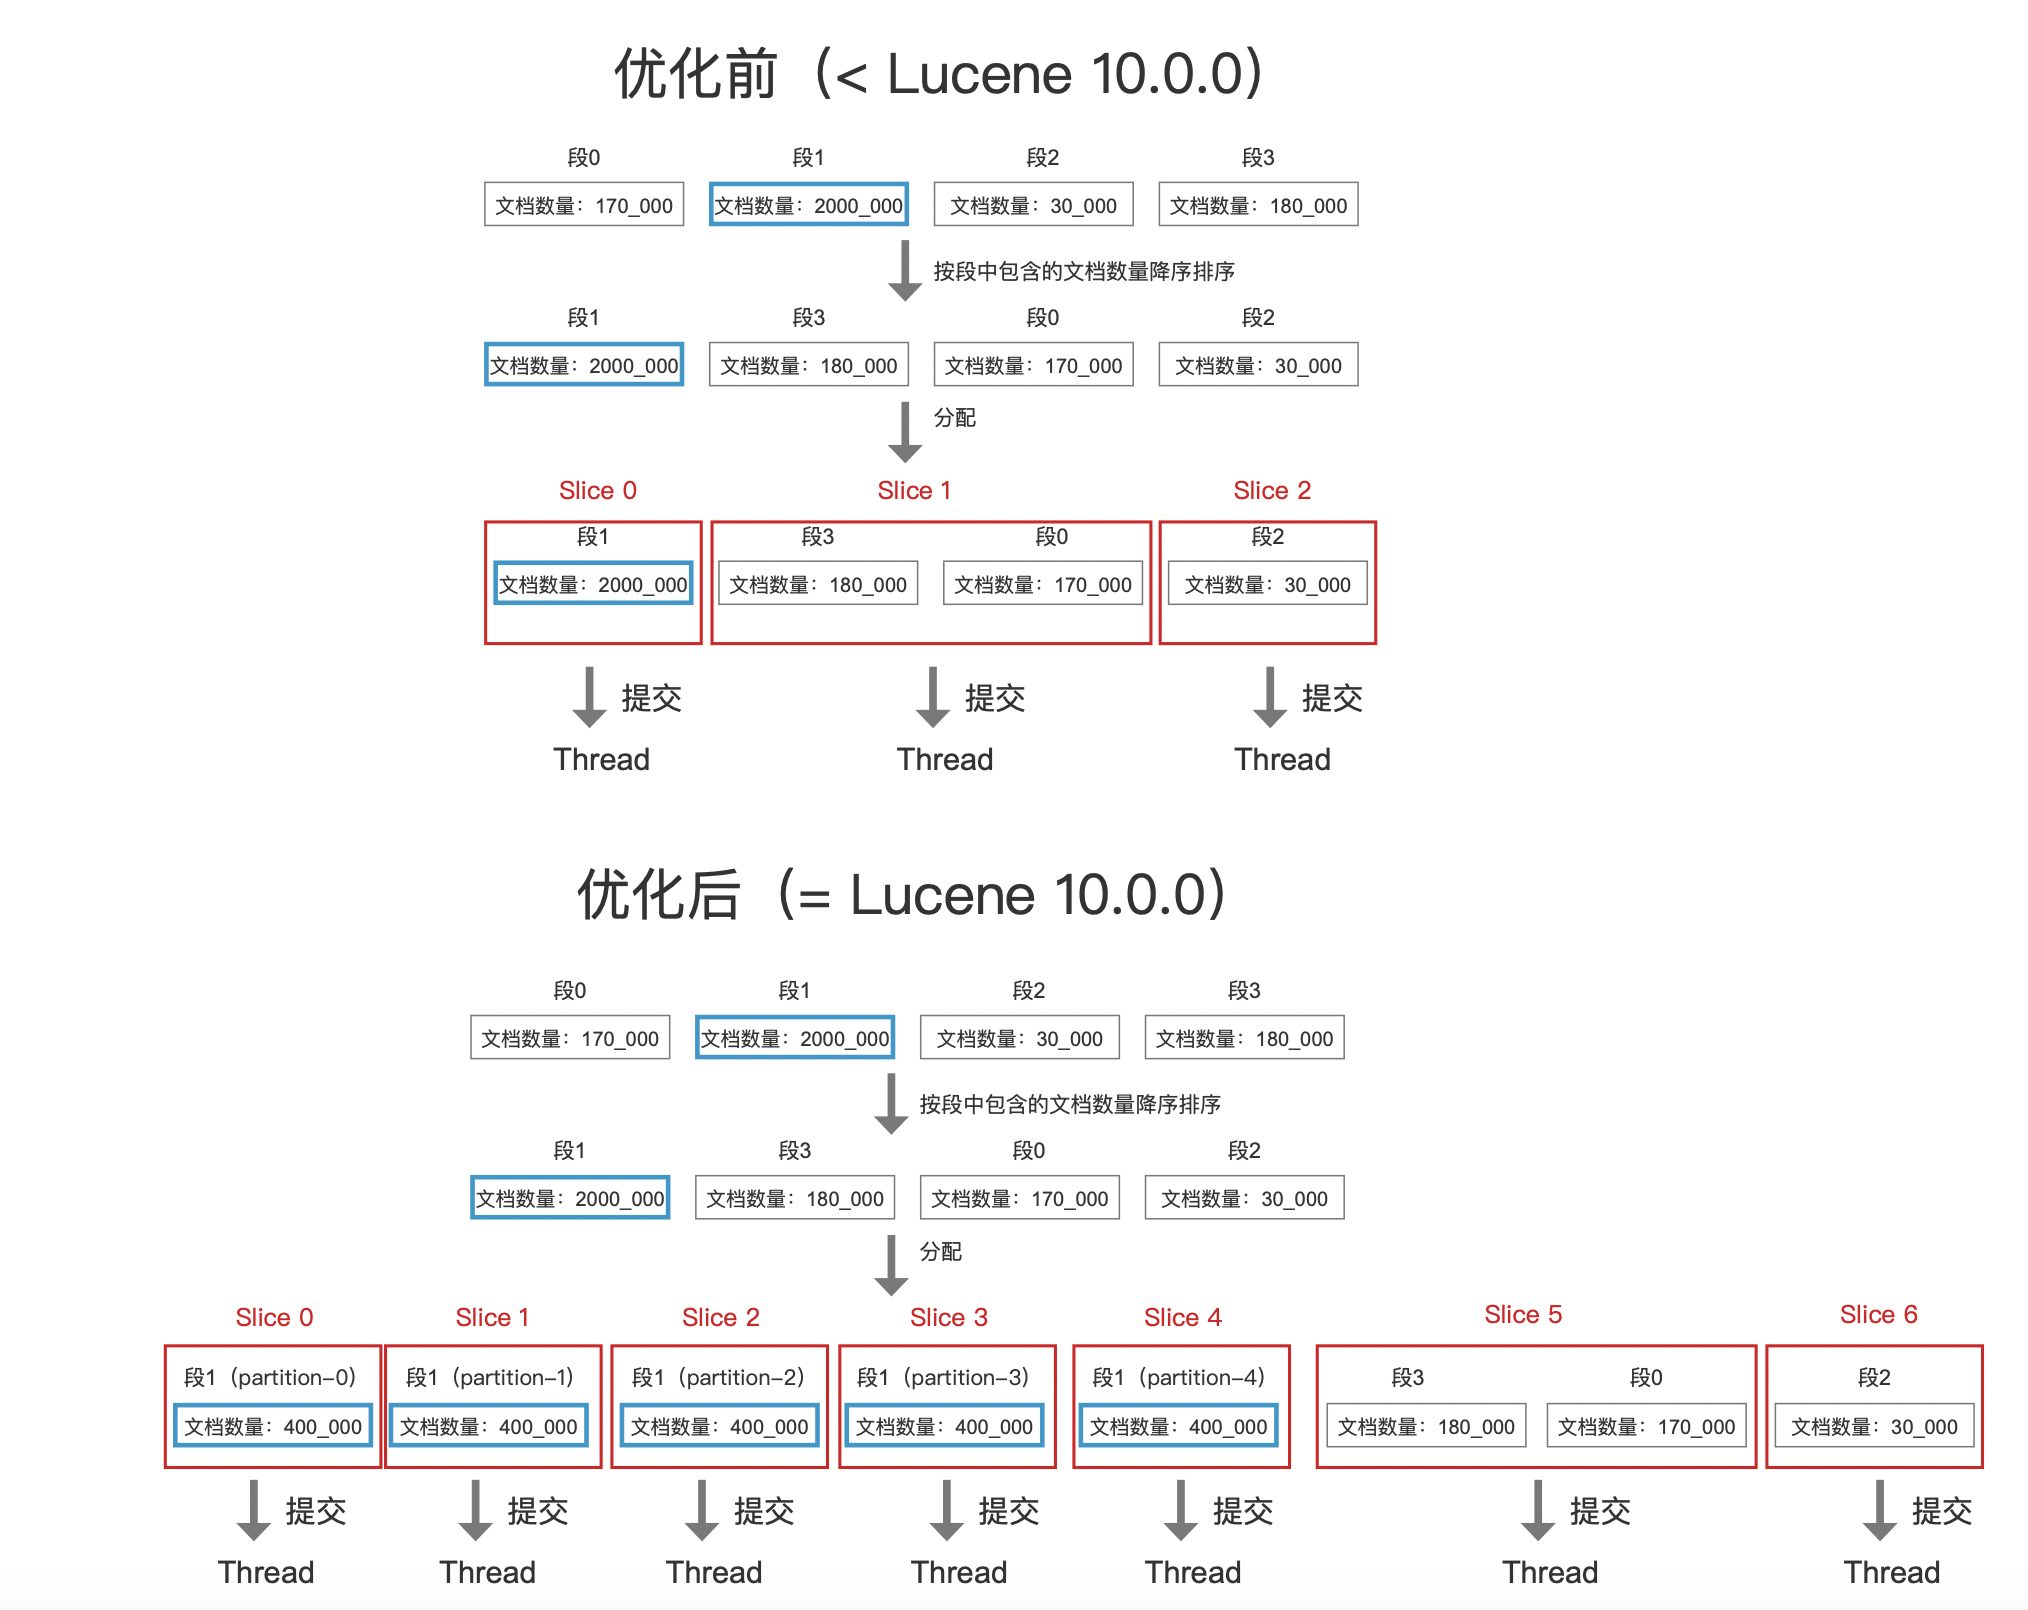 优化前（< Lucene 10.0.0）
段0 段1 段2 段3
文档数量：170_000 文档数量：2000_000 文档数量：30_000 文档数量：180_000
按段中包含的文档数量降序排序
段1 段3 段0 段2
文档数量：2000_000 文档数量：180_000 文档数量：170_000 文档数量：30_000
分配
Slice 0 Slice 1 Slice 2
段1 段3 段0 段2
文档数量：2000_000 文档数量：180_000 文档数量：170_000 文档数量：30_000
提交 提交 提交
Thread Thread Thread
优化后（= Lucene 10.0.0）
段0 段1 段2 段3
文档数量：170_000 文档数量：2000_000 文档数量：30_000 文档数量：180_000
按段中包含的文档数量降序排序
段1 段3 段0 段2
文档数量：2000_000 文档数量：180_000 文档数量：170_000 文档数量：30_000
分配
Slice 0 Slice 1 Slice 2 Slice 3 Slice 4 Slice 5 Slice 6
段1（partition-0） 段1（partition-1） 段1（partition-2） 段1（partition-3） 段1（partition-4） 段3 段0 段2
文档数量：400_000 文档数量：400_000 文档数量：400_000 文档数量：400_000 文档数量：400_000 文档数量：180_000 文档数量：170_000 文档数量：30_000
提交 提交 提交 提交 提交 提交 提交
Thread Thread Thread Thread Thread Thread Thread